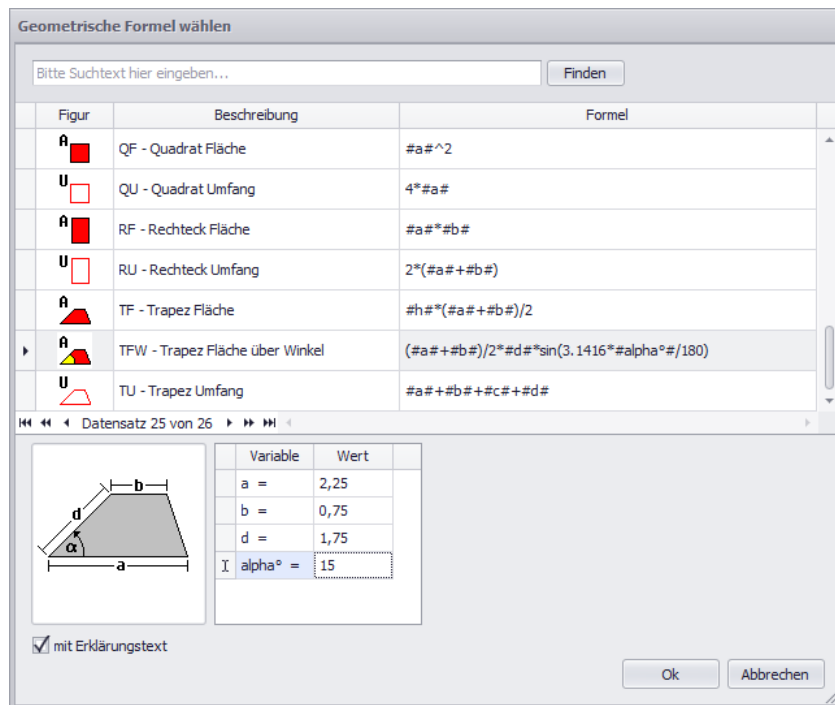 Geometrische Formel wählen
Bitte Suchtext hier eingeben... Finden
Figur Beschreibung Formel
A QF - Quadrat Fläche #a#^2
U QU - Quadrat Umfang 4*#a#
A RF - Rechteck Fläche #a#*#b#
U RU - Rechteck Umfang 2*(#a#+#b#)
A TF - Trapez Fläche #h#*(#a#+#b#)/2
A TFW - Trapez Fläche über Winkel (#a#+#b#)/2*#d#*sin(3.1416*#alpha°#/180)
U TU - Trapez Umfang #a#+#b#+#c#+#d#
Datensatz 25 von 26
Variable Wert
a = 2,25
b = 0,75
d = 1,75
alpha° = 15
b
d
α
a
mit Erklärungstext
Ok Abbrechen